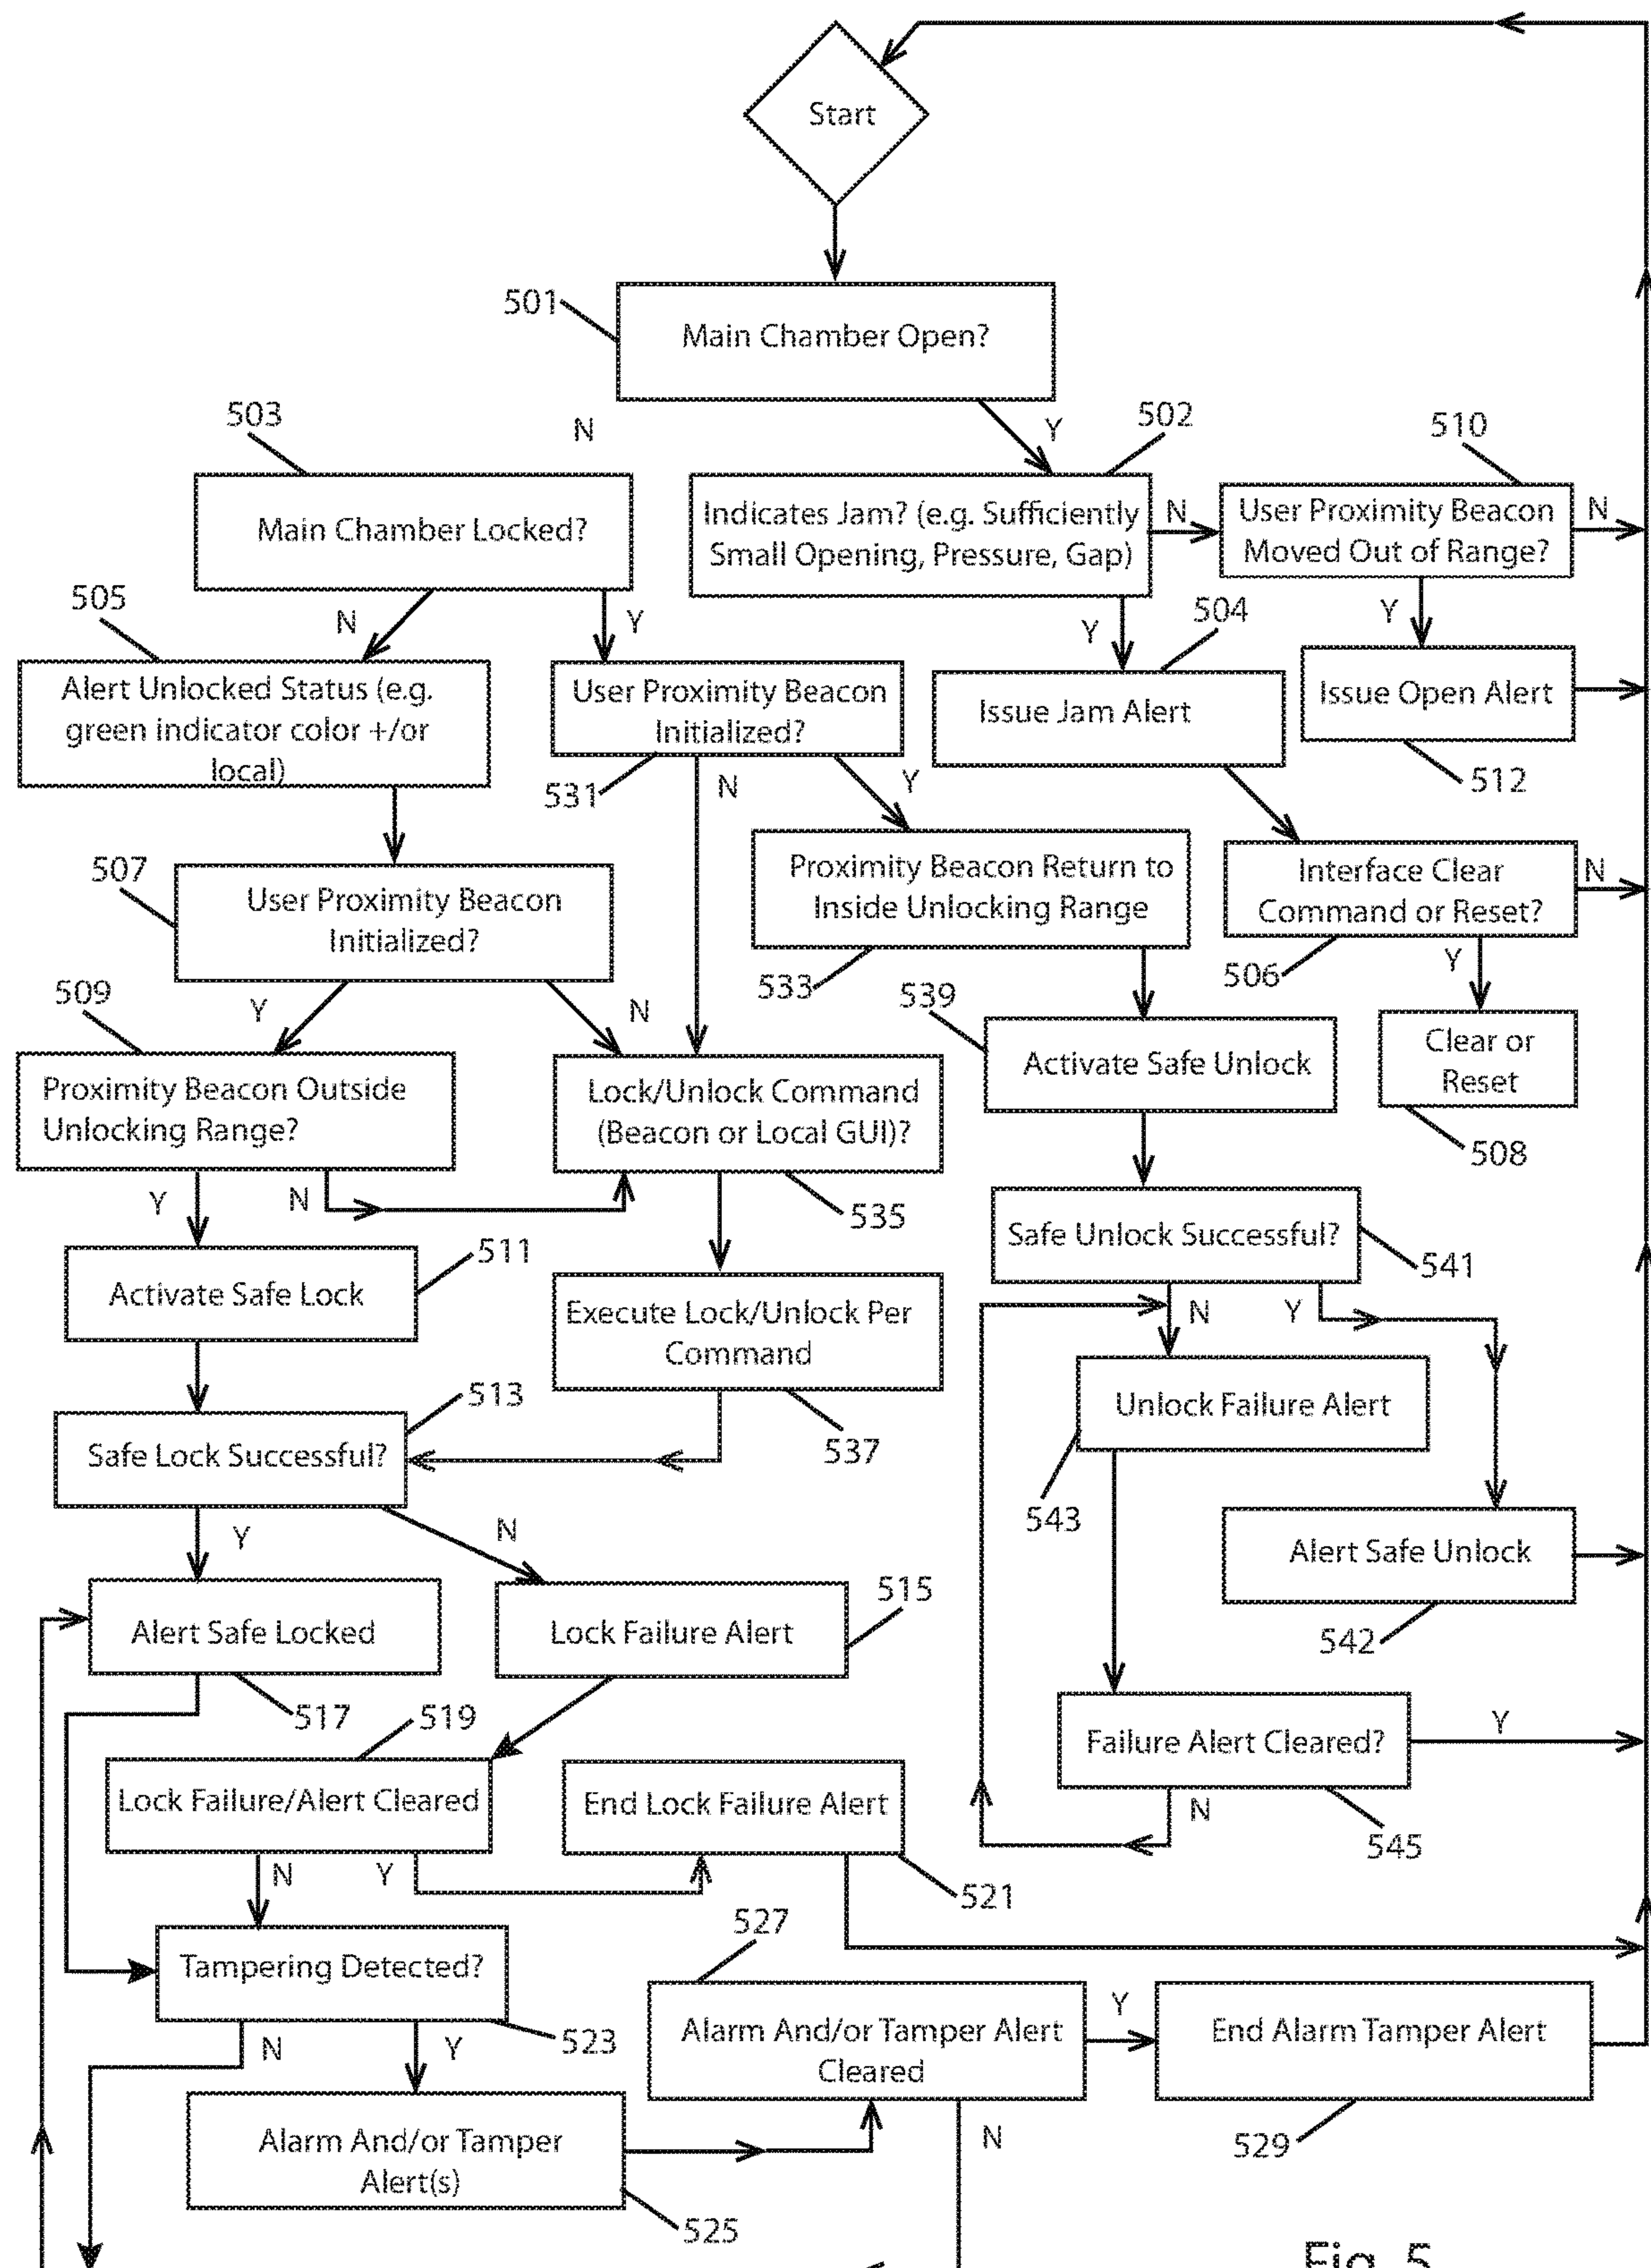 Start
501
Main Chamber Open?
503
N
Y
502
510
Main Chamber Locked?
Indicates Jam? (e.g. Sufficiently
Small Opening, Pressure, Gap)
N
User Proximity Beacon
Moved Out of Range?
N
505
N
Y
Y
504
Y
Alert Unlocked Status (e.g.
green indicator color +/or
local)
User Proximity Beacon
Initialized?
Issue Jam Alert
Issue Open Alert
531
N
Y
512
507
User Proximity Beacon
Initialized?
Proximity Beacon Return to
Inside Unlocking Range
Interface Clear
Command or Reset?
N
533
506
Y
509
Y
N
539
Proximity Beacon Outside
Unlocking Range?
Lock/Unlock Command
(Beacon or Local GUI)?
Activate Safe Unlock
Clear or
Reset
508
Y
N
535
Safe Unlock Successful?
541
511
Activate Safe Lock
Execute Lock/Unlock Per
Command
N
Y
513
537
Unlock Failure Alert
Safe Lock Successful?
543
Y
N
Alert Safe Unlock
542
Alert Safe Locked
Lock Failure Alert
515
517
519
Failure Alert Cleared?
Y
Lock Failure/Alert Cleared
End Lock Failure Alert
N
545
N
Y
521
527
Tampering Detected?
523
Alarm And/or Tamper Alert
Cleared
Y
End Alarm Tamper Alert
N
Y
N
529
Alarm And/or Tamper
Alert(s)
525
Fig. 5